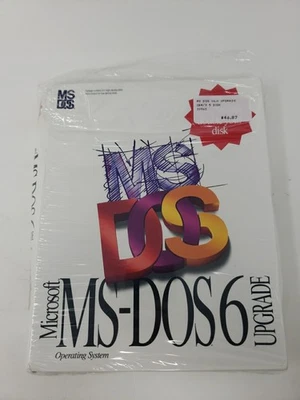 MS
DOS
$44.87
disk
MS
DOS
Microsoft
MS-DOS 6
UPGRADE
Operating System